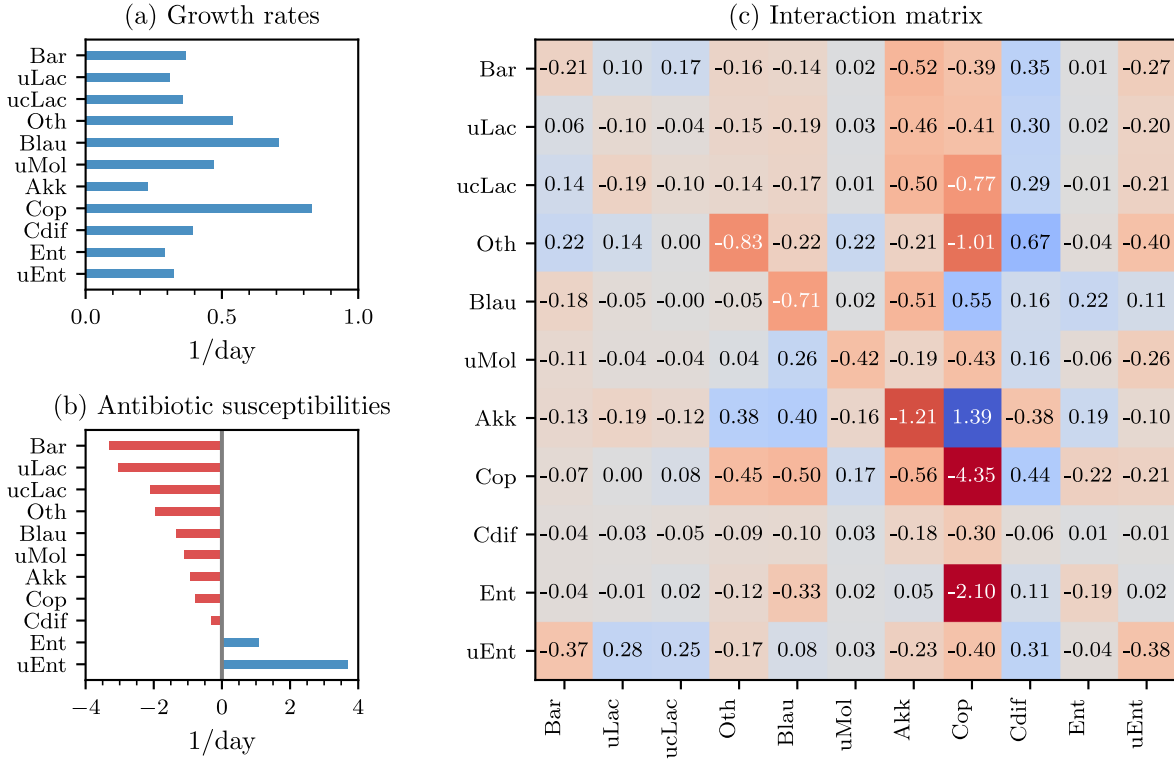 (a) Growth rates
Bar
uLac
ucLac
Oth
Blau
uMol
Akk
Cop
Cdif
Ent
uEnt
0.0 0.5 1.0
1/day
(b) Antibiotic susceptibilities
Bar
uLac
ucLac
Oth
Blau
uMol
Akk
Cop
Cdif
Ent
uEnt
−4 −2 0 2 4
1/day
(c) Interaction matrix
Bar -0.21 0.10 0.17 -0.16 -0.14 0.02 -0.52 -0.39 0.35 0.01 -0.27
uLac 0.06 -0.10 -0.04 -0.15 -0.19 0.03 -0.46 -0.41 0.30 0.02 -0.20
ucLac 0.14 -0.19 -0.10 -0.14 -0.17 0.01 -0.50 -0.77 0.29 -0.01 -0.21
Oth 0.22 0.14 0.00 -0.83 -0.22 0.22 -0.21 -1.01 0.67 -0.04 -0.40
Blau -0.18 -0.05 -0.00 -0.05 -0.71 0.02 -0.51 0.55 0.16 0.22 0.11
uMol -0.11 -0.04 -0.04 0.04 0.26 -0.42 -0.19 -0.43 0.16 -0.06 -0.26
Akk -0.13 -0.19 -0.12 0.38 0.40 -0.16 -1.21 1.39 -0.38 0.19 -0.10
Cop -0.07 0.00 0.08 -0.45 -0.50 0.17 -0.56 -4.35 0.44 -0.22 -0.21
Cdif -0.04 -0.03 -0.05 -0.09 -0.10 0.03 -0.18 -0.30 -0.06 0.01 -0.01
Ent -0.04 -0.01 0.02 -0.12 -0.33 0.02 0.05 -2.10 0.11 -0.19 0.02
uEnt -0.37 0.28 0.25 -0.17 0.08 0.03 -0.23 -0.40 0.31 -0.04 -0.38
Bar uLac ucLac Oth Blau uMol Akk Cop Cdif Ent uEnt